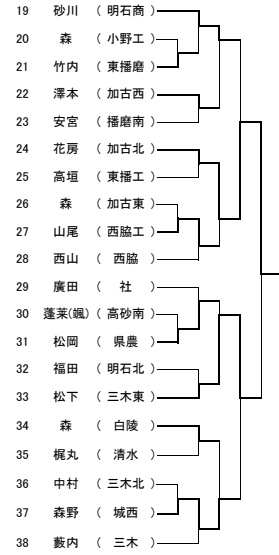 19 砂川 ( 明石商 )
20 森 ( 小野工 )
21 竹内 ( 東播磨 )
22 澤本 ( 加古西 )
23 安宮 ( 播磨南 )
24 花房 ( 加古北 )
25 高垣 ( 東播工 )
26 森 ( 加古東 )
27 山尾 ( 西脇工 )
28 西山 ( 西脇 )
29 廣田 ( 社 )
30 蓬莱(颯) ( 高砂南 )
31 松岡 ( 県農 )
32 福田 ( 明石北 )
33 松下 ( 三木東 )
34 森 ( 白陵 )
35 梶丸 ( 清水 )
36 中村 ( 三木北 )
37 森野 ( 城西 )
38 藪内 ( 三木 )